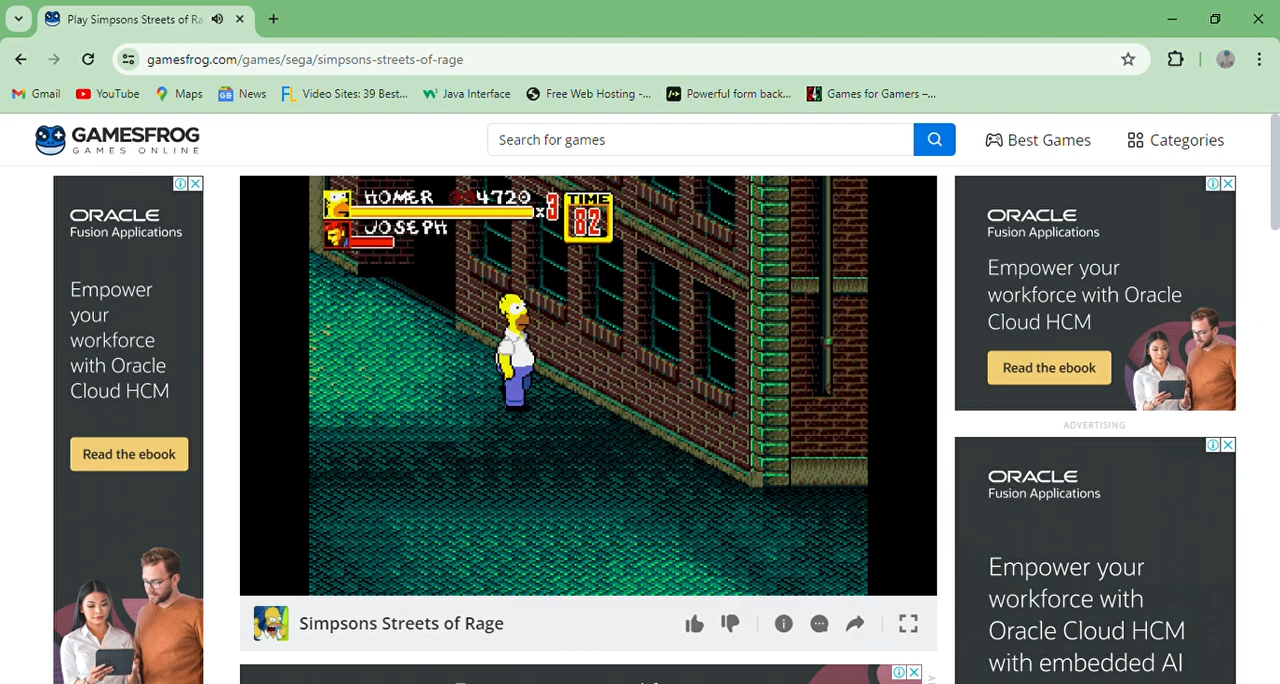 Play Simpsons Streets of Ra
gamesfrog.com/games/sega/simpsons-streets-of-rage
Gmail YouTube Maps News Video Sites: 39 Best... Java Interface Free Web Hosting -... Powerful form back... Games for Gamers –...
GAMESFROG
GAMES ONLINE
Search for games
Best Games
Categories
ORACLE
Fusion Applications
Empower
your
workforce
with Oracle
Cloud HCM
Read the ebook
HOMER 4720
x3
TIME
82
JOSEPH
Simpsons Streets of Rage
ORACLE
Fusion Applications
Empower your
workforce with Oracle
Cloud HCM
Read the ebook
ADVERTISING
ORACLE
Fusion Applications
Empower your
workforce with
Oracle Cloud HCM
with embedded AI